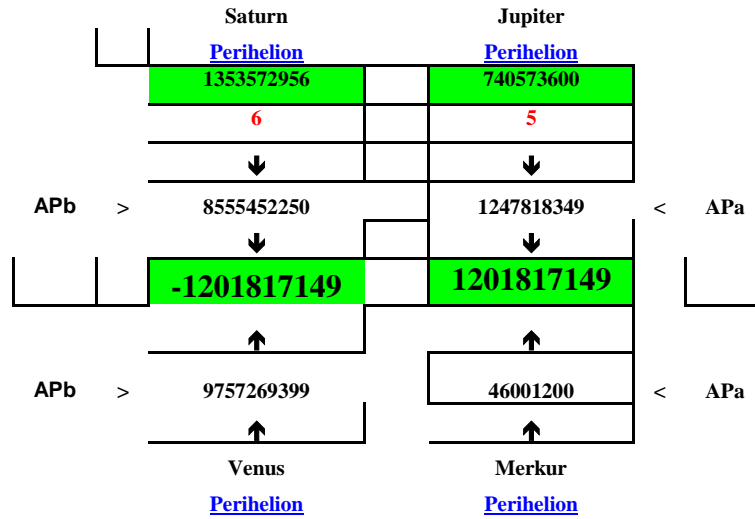 Saturn Jupiter
Perihelion Perihelion
1353572956 740573600
6 5
🡻 🡻
APb > 8555452250 1247818349 < APa
🡻 🡻
-1201817149 1201817149
🡹 🡹
APb > 9757269399 46001200 < APa
🡹 🡹
Venus Merkur
Perihelion Perihelion